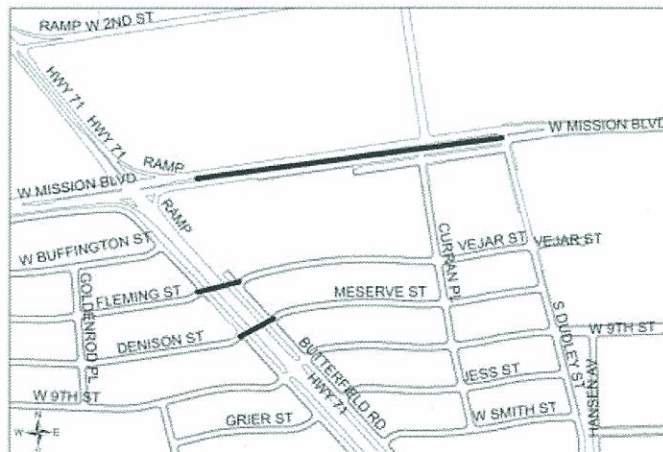 RAMP W 2ND ST
HWY 71
HWY 71
RAMP
W MISSION BLVD
W MISSION BLVD
RAMP
W BUFFINGTON ST
GOLDENROD PL
FLEMING ST
DENISON ST
W 9TH ST
GRIER ST
MESERVE ST
BUTTERFIELD RD
HWY 71
CURRAN PL
VEJAR ST
VEJAR ST
S DUDLEY ST
W 9TH ST
JESS ST
W SMITH ST
HANSEN AV
N
W
E